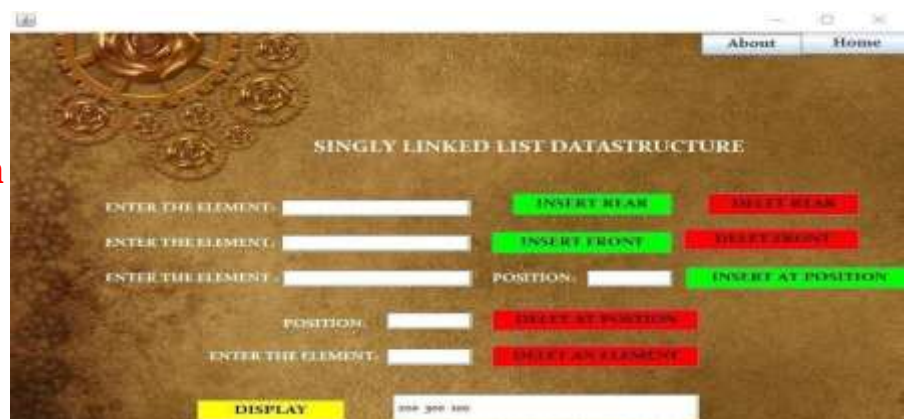 About Home
SINGLY LINKED LIST DATASTRUCTURE
ENTER THE ELEMENT: INSERT REAR DELET REAR
ENTER THE ELEMENT: INSERT FRONT DELET FRONT
ENTER THE ELEMENT : POSITION: INSERT AT POSITION
POSITION: DELET AT POSTION
ENTER THE ELEMENT: DELET AN ELEMENT
DISPLAY